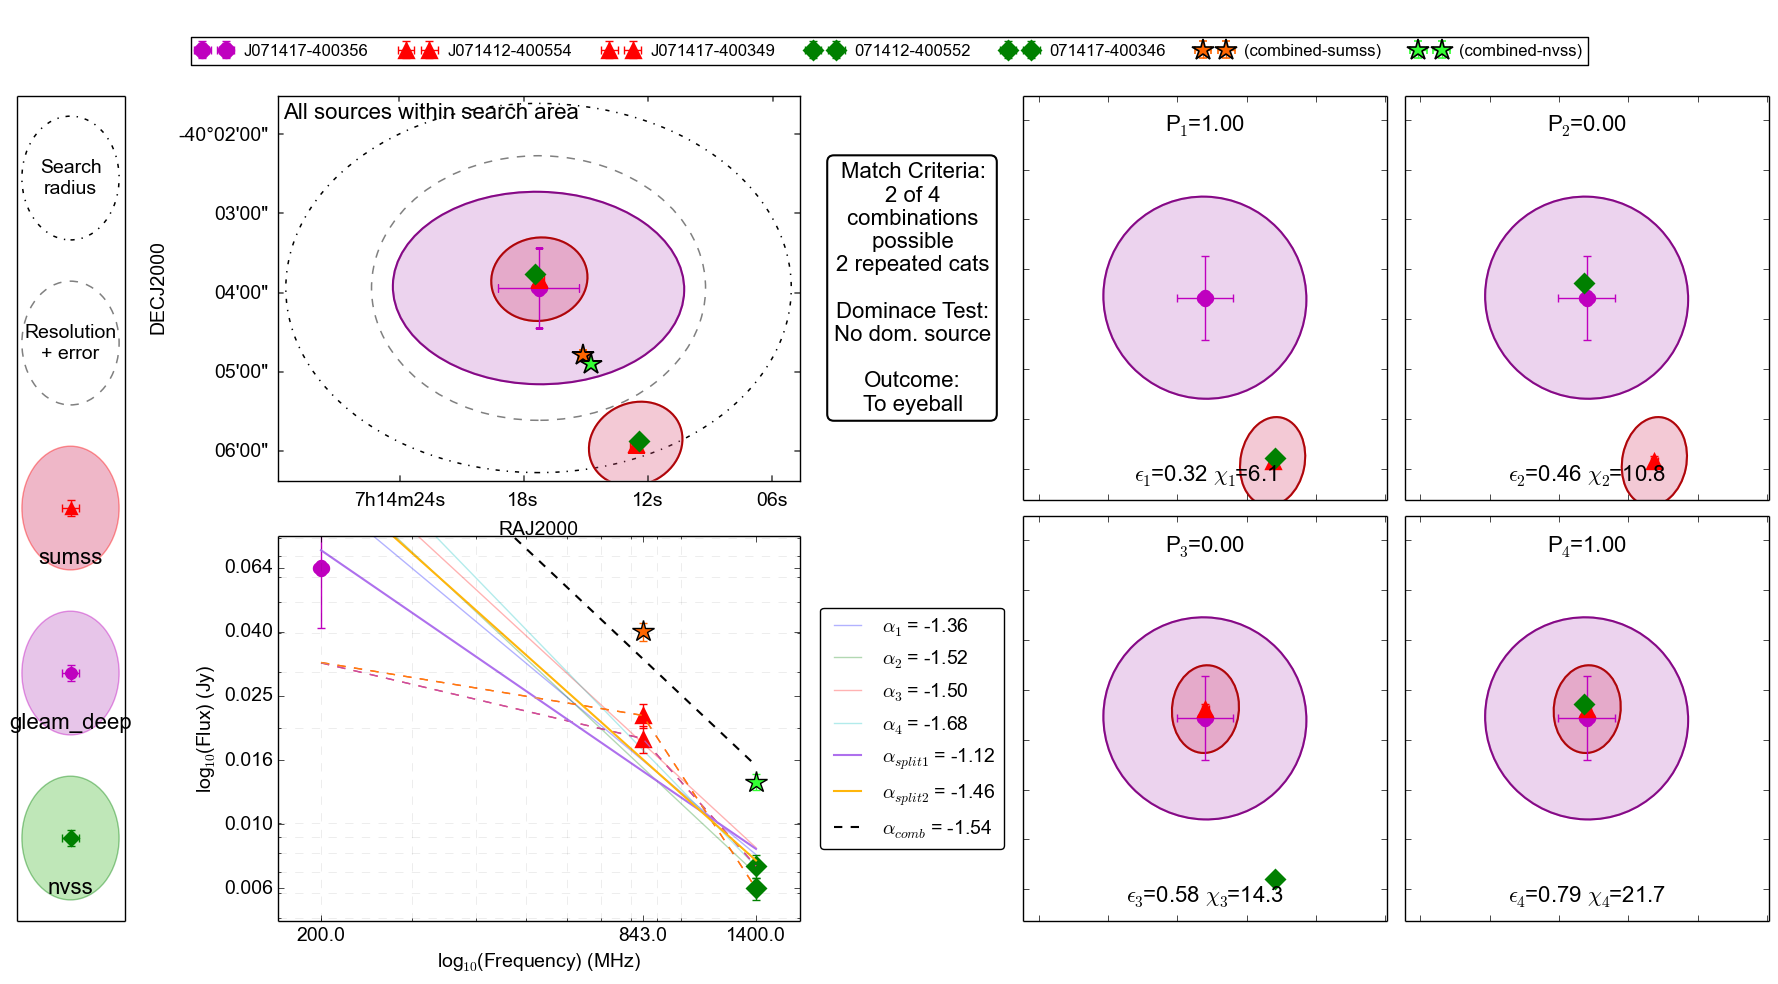 J071417-400356 J071412-400554 J071417-400349 071412-400552 071417-400346 (combined-sumss) (combined-nvss)
Search
radius
Resolution
+ error
sumss
gleam_deep
nvss
All sources within search area
DECJ2000
-40°02'00"
03'00"
04'00"
05'00"
06'00"
7h14m24s 18s 12s 06s
RAJ2000
Match Criteria:
2 of 4
combinations
possible
2 repeated cats
Dominace Test:
No dom. source
Outcome:
To eyeball
P₁=1.00
ϵ₁=0.32 χ₁=6.1
P₂=0.00
ϵ₂=0.46 χ₂=10.8
log₁₀(Flux) (Jy)
0.064
0.040
0.025
0.016
0.010
0.006
200.0 843.0 1400.0
log₁₀(Frequency) (MHz)
α₁ = -1.36
α₂ = -1.52
α₃ = -1.50
α₄ = -1.68
α_split1 = -1.12
α_split2 = -1.46
α_comb = -1.54
P₃=0.00
ϵ₃=0.58 χ₃=14.3
P₄=1.00
ϵ₄=0.79 χ₄=21.7